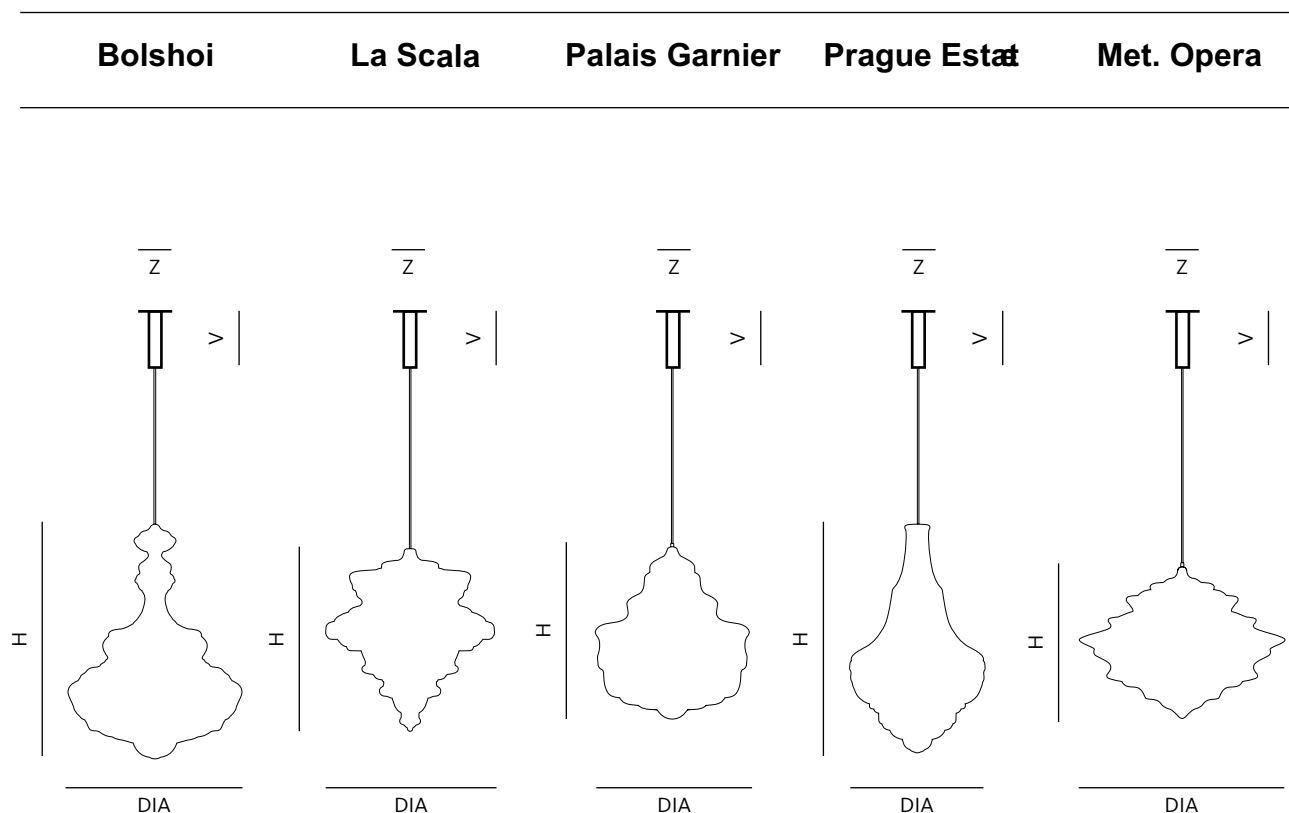 Bolshoi La Scala Palais Garnier Prague Estat. Met. Opera
Z Z Z Z Z
V V V V V
H H H H H
DIA DIA DIA DIA DIA